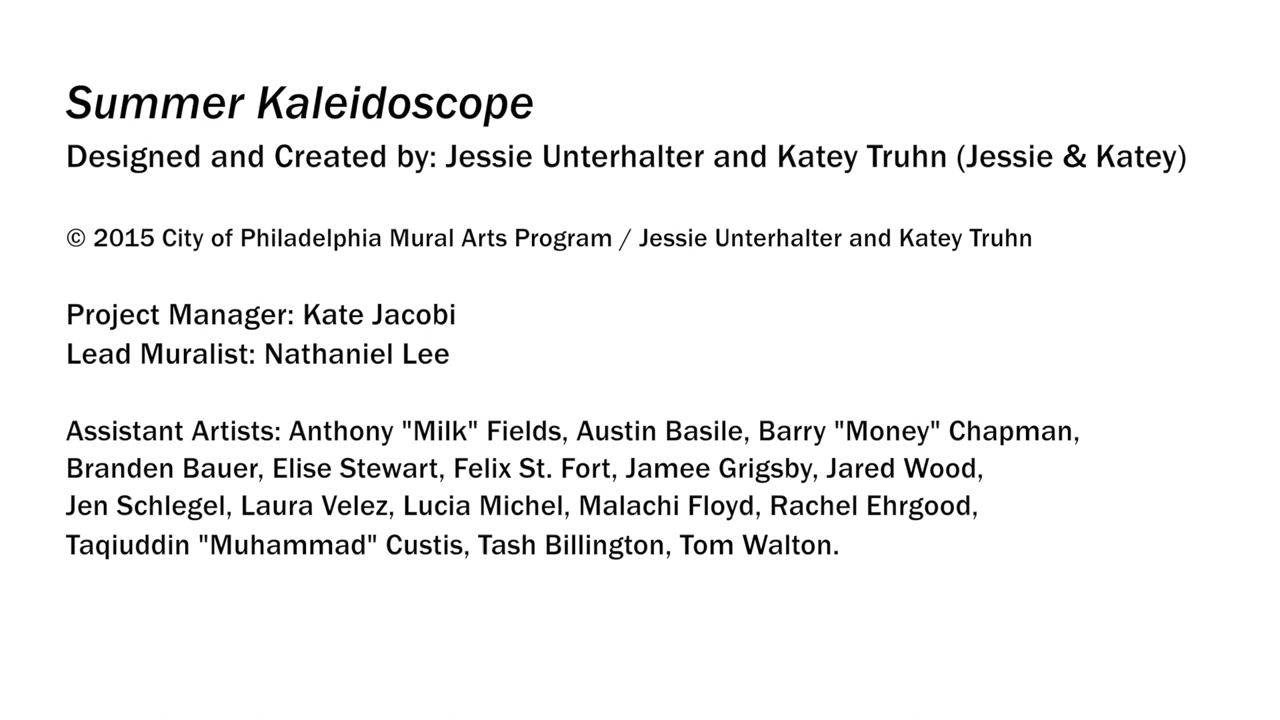 Summer Kaleidoscope
Designed and Created by: Jessie Unterhalter and Katey Truhn (Jessie & Katey)
© 2015 City of Philadelphia Mural Arts Program / Jessie Unterhalter and Katey Truhn
Project Manager: Kate Jacobi
Lead Muralist: Nathaniel Lee
Assistant Artists: Anthony "Milk" Fields, Austin Basile, Barry "Money" Chapman,
Branden Bauer, Elise Stewart, Felix St. Fort, Jamee Grigsby, Jared Wood,
Jen Schlegel, Laura Velez, Lucia Michel, Malachi Floyd, Rachel Ehrgood,
Taqiuddin "Muhammad" Custis, Tash Billington, Tom Walton.